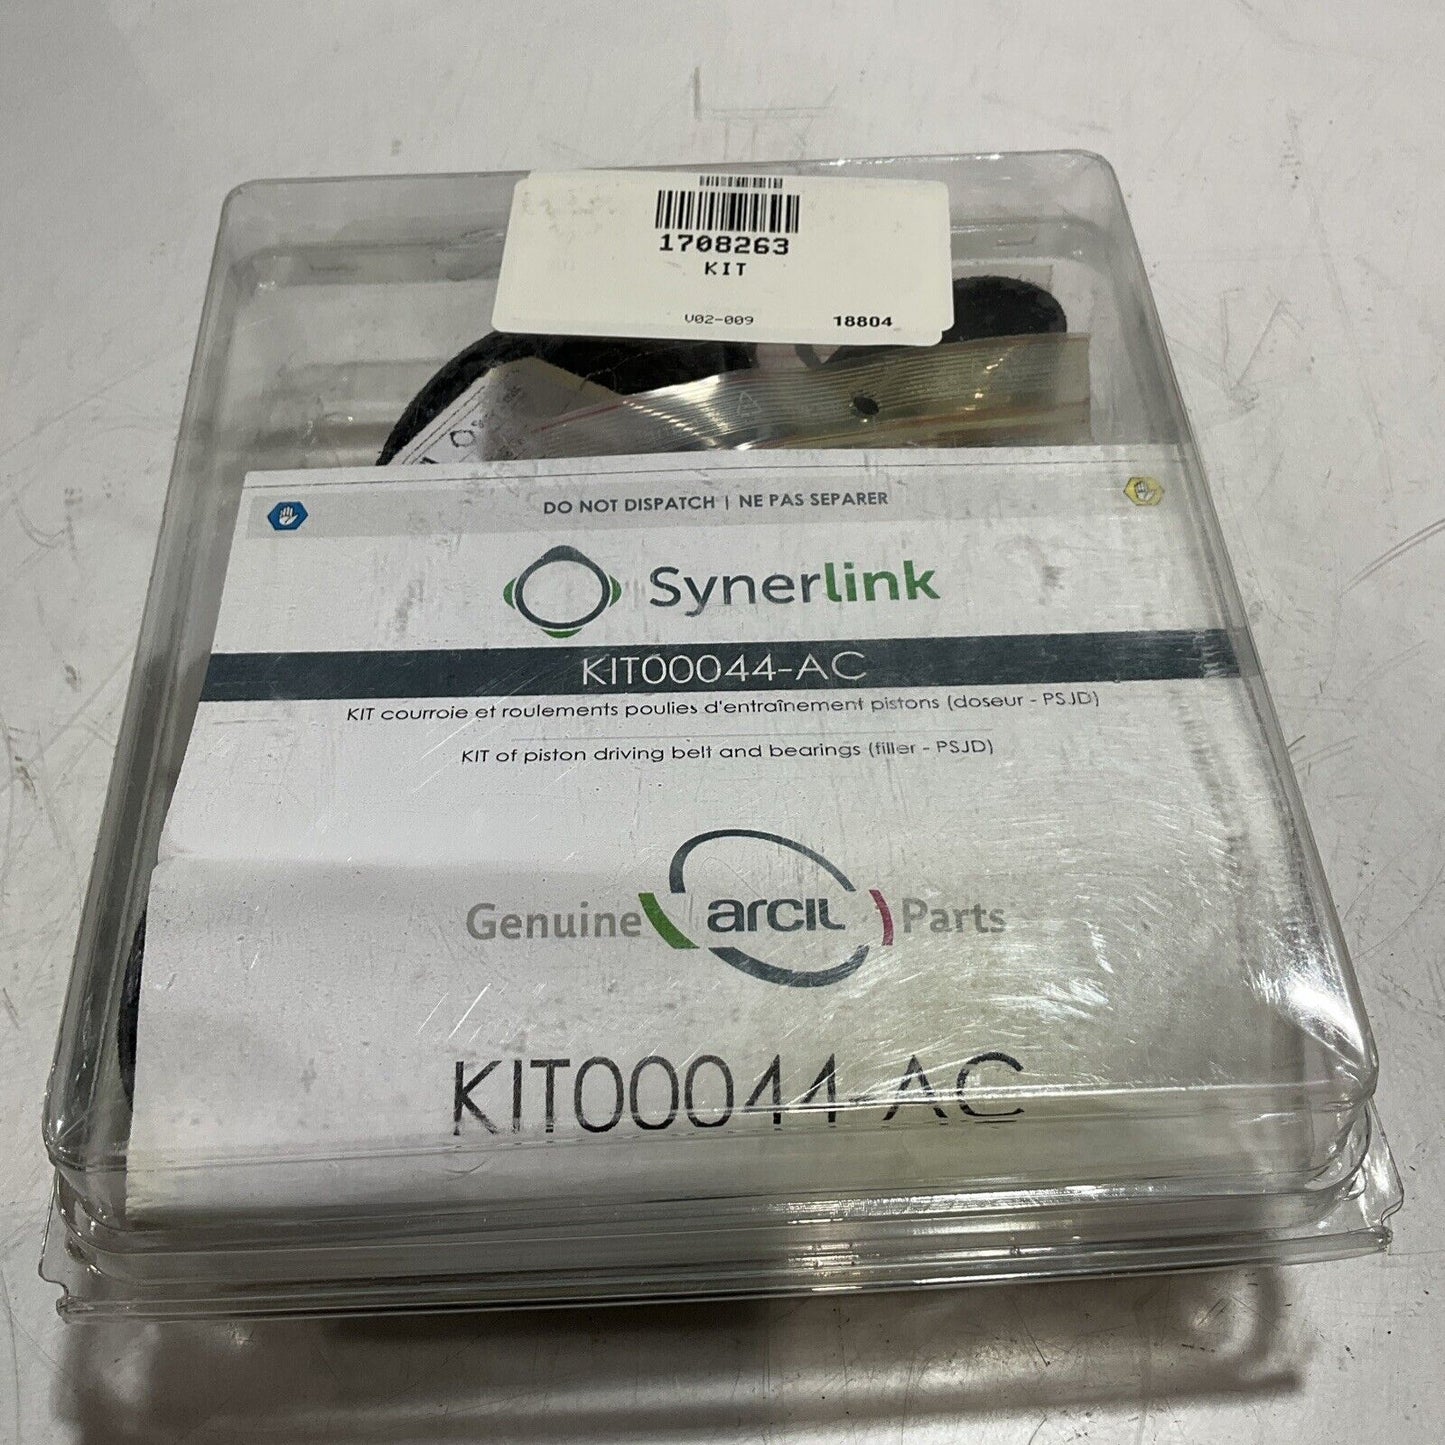 1708263
KIT
V02-009 18804
DO NOT DISPATCH | NE PAS SEPARER
Synerlink
KIT00044-AC
KIT courroie et roulements poulies d'entraînement pistons (doseur - PSJD)
KIT of piston driving belt and bearings (filler - PSJD)
Genuine arcil Parts
KIT00044-AC